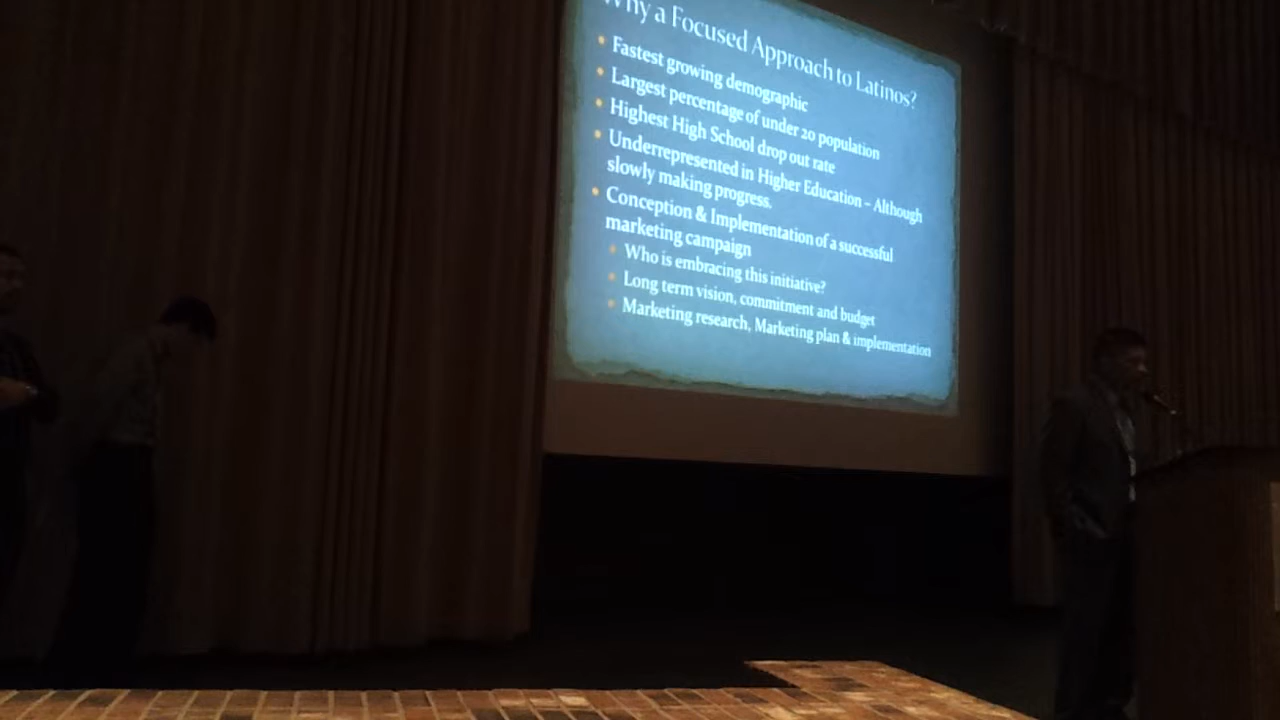 Why a Focused Approach to Latinos?
Fastest growing demographic
Largest percentage of under 20 population
Highest High School drop out rate
Underrepresented in Higher Education – Although
slowly making progress.
Conception & Implementation of a successful
marketing campaign
Who is embracing this initiative?
Long term vision, commitment and budget
Marketing research, Marketing plan & implementation